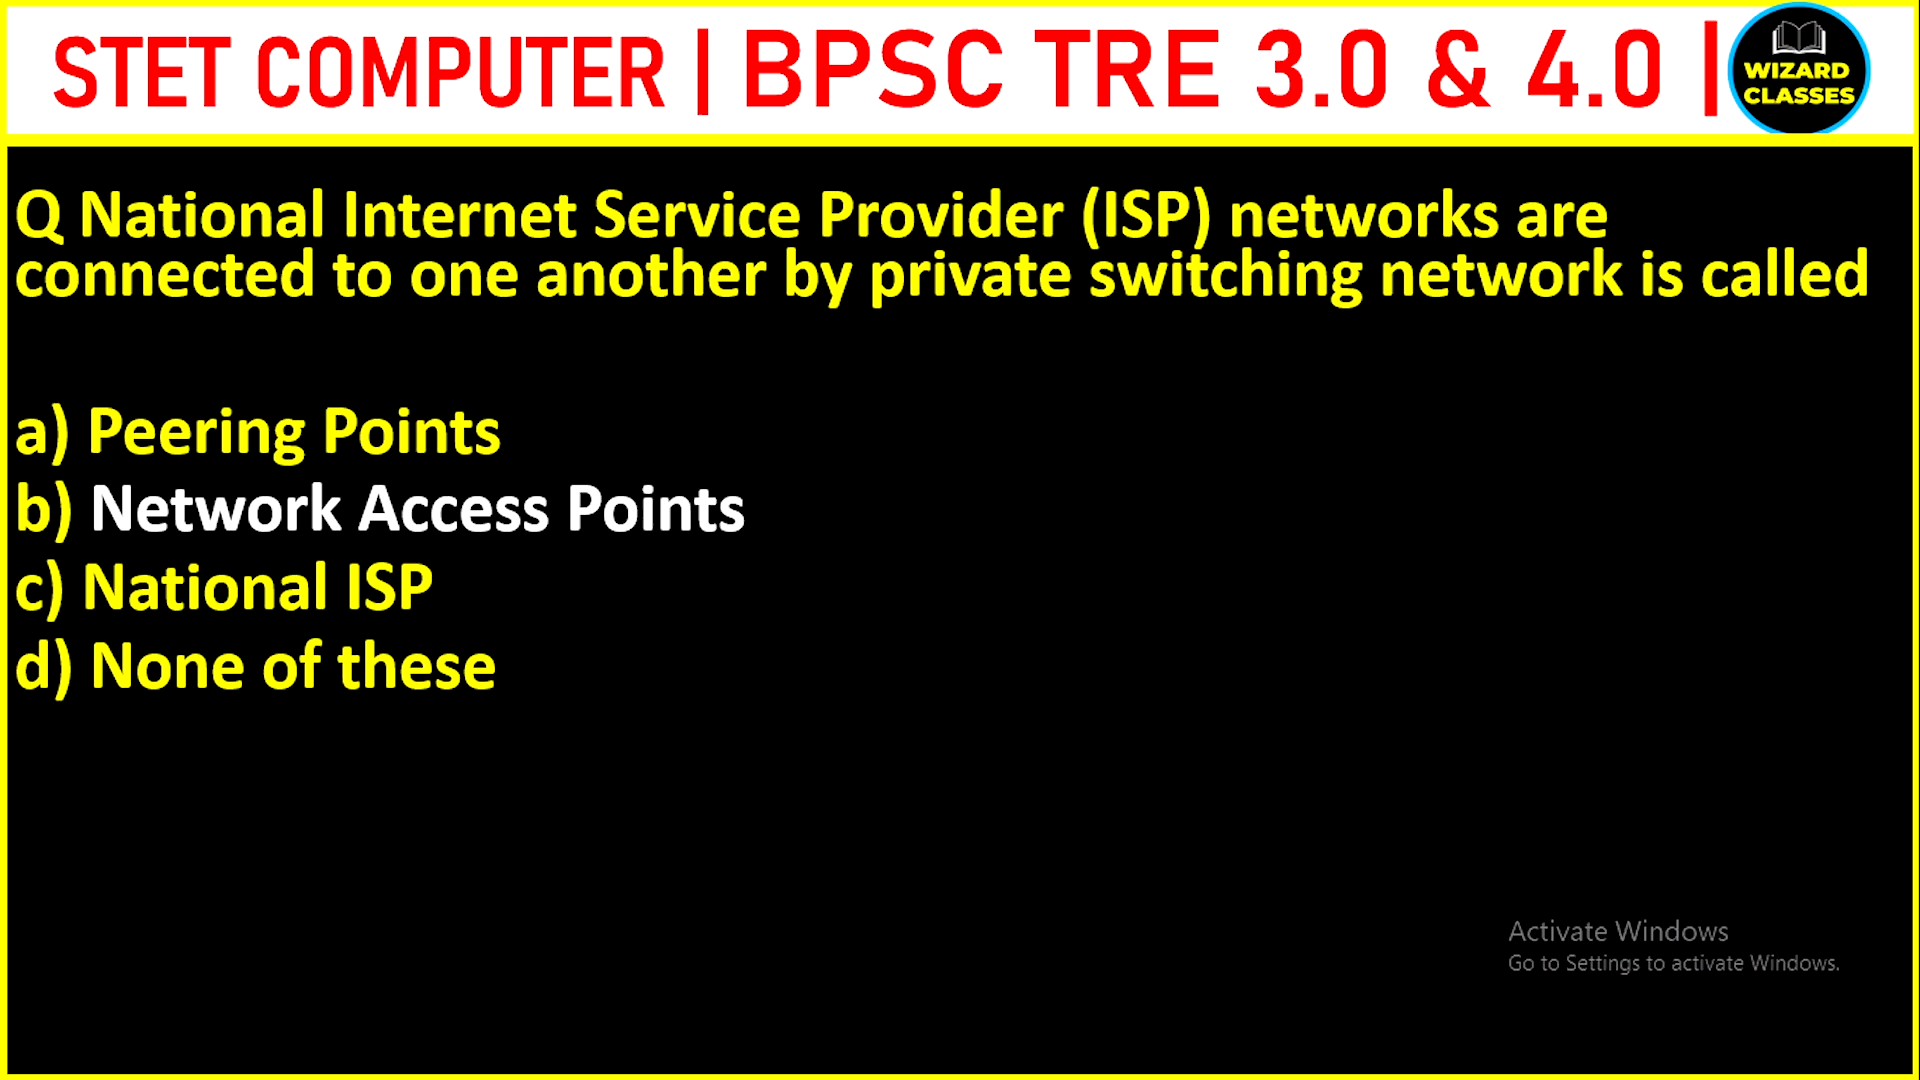 STET COMPUTER | BPSC TRE 3.0 & 4.0 |
WIZARD
CLASSES
Q National Internet Service Provider (ISP) networks are
connected to one another by private switching network is called
a) Peering Points
b) Network Access Points
c) National ISP
d) None of these
Activate Windows
Go to Settings to activate Windows.